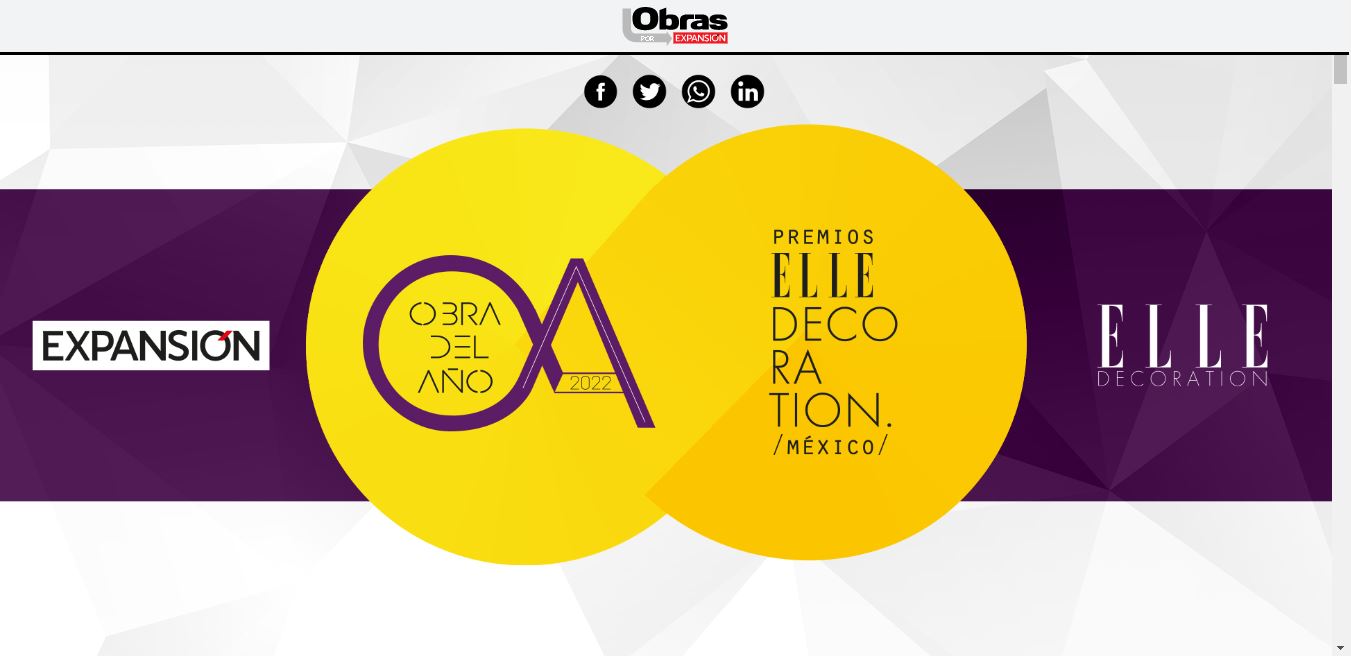 Obras
POR EXPANSIÓN
EXPANSIÓN
OBRA
DEL
AÑO
2022
PREMIOS
ELLE
DECO
RA
TION.
/MÉXICO/
ELLE
DECORATION